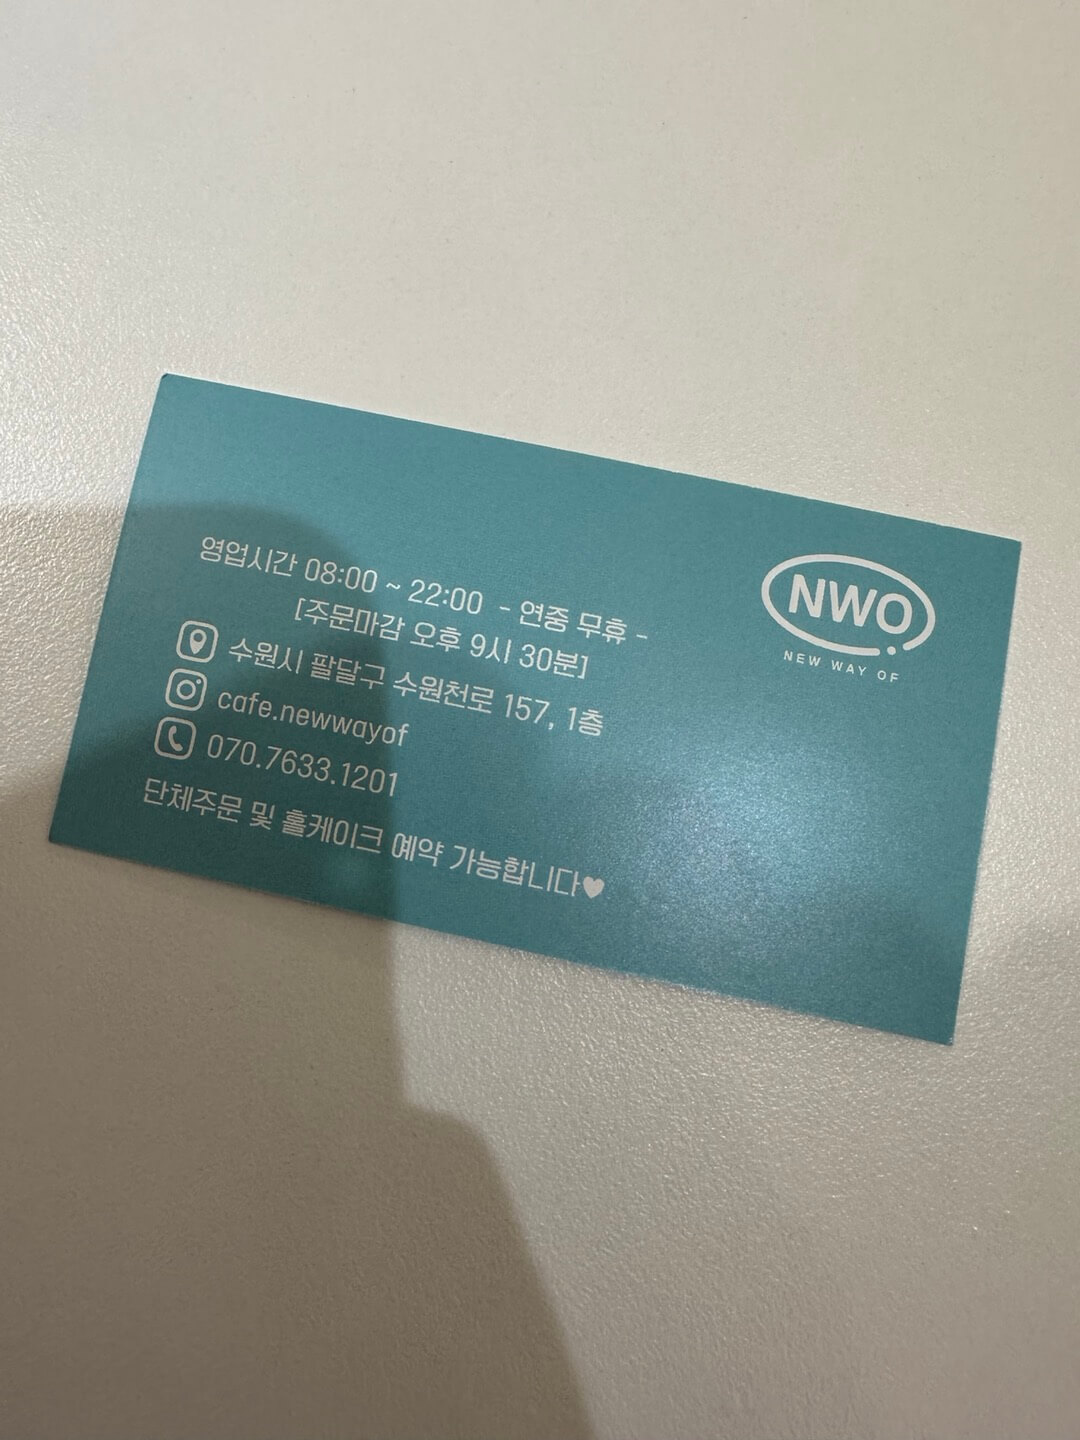 영업시간 08:00 ~ 22:00 - 연중 무휴 -
[주문마감 오후 9시 30분]
수원시 팔달구 수원천로 157, 1층
cafe.newwayof
070.7633.1201
단체주문 및 홀케이크 예약 가능합니다♥
NWO
NEW WAY OF